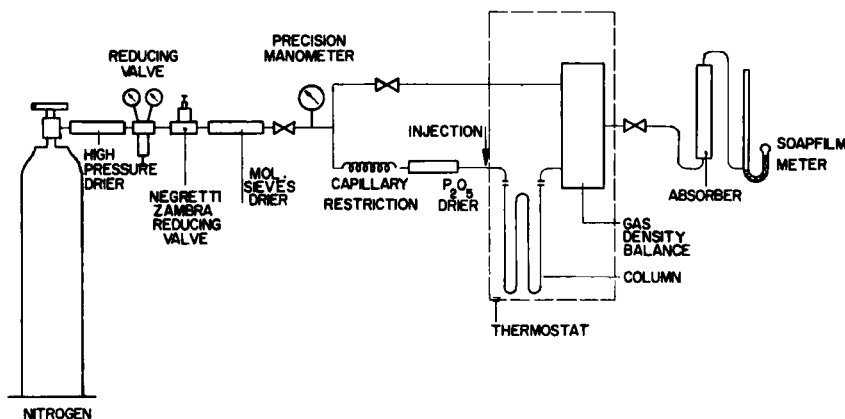 REDUCING
VALVE
PRECISION
MANOMETER
INJECTION
HIGH
PRESSURE
DRIER
NEGRETTI
ZAMBRA
REDUCING
VALVE
MOL.
SIEVES
DRIER
CAPILLARY
RESTRICTION
P2O5
DRIER
GAS
DENSITY
BALANCE
COLUMN
THERMOSTAT
ABSORBER
SOAPFILM
METER
NITROGEN